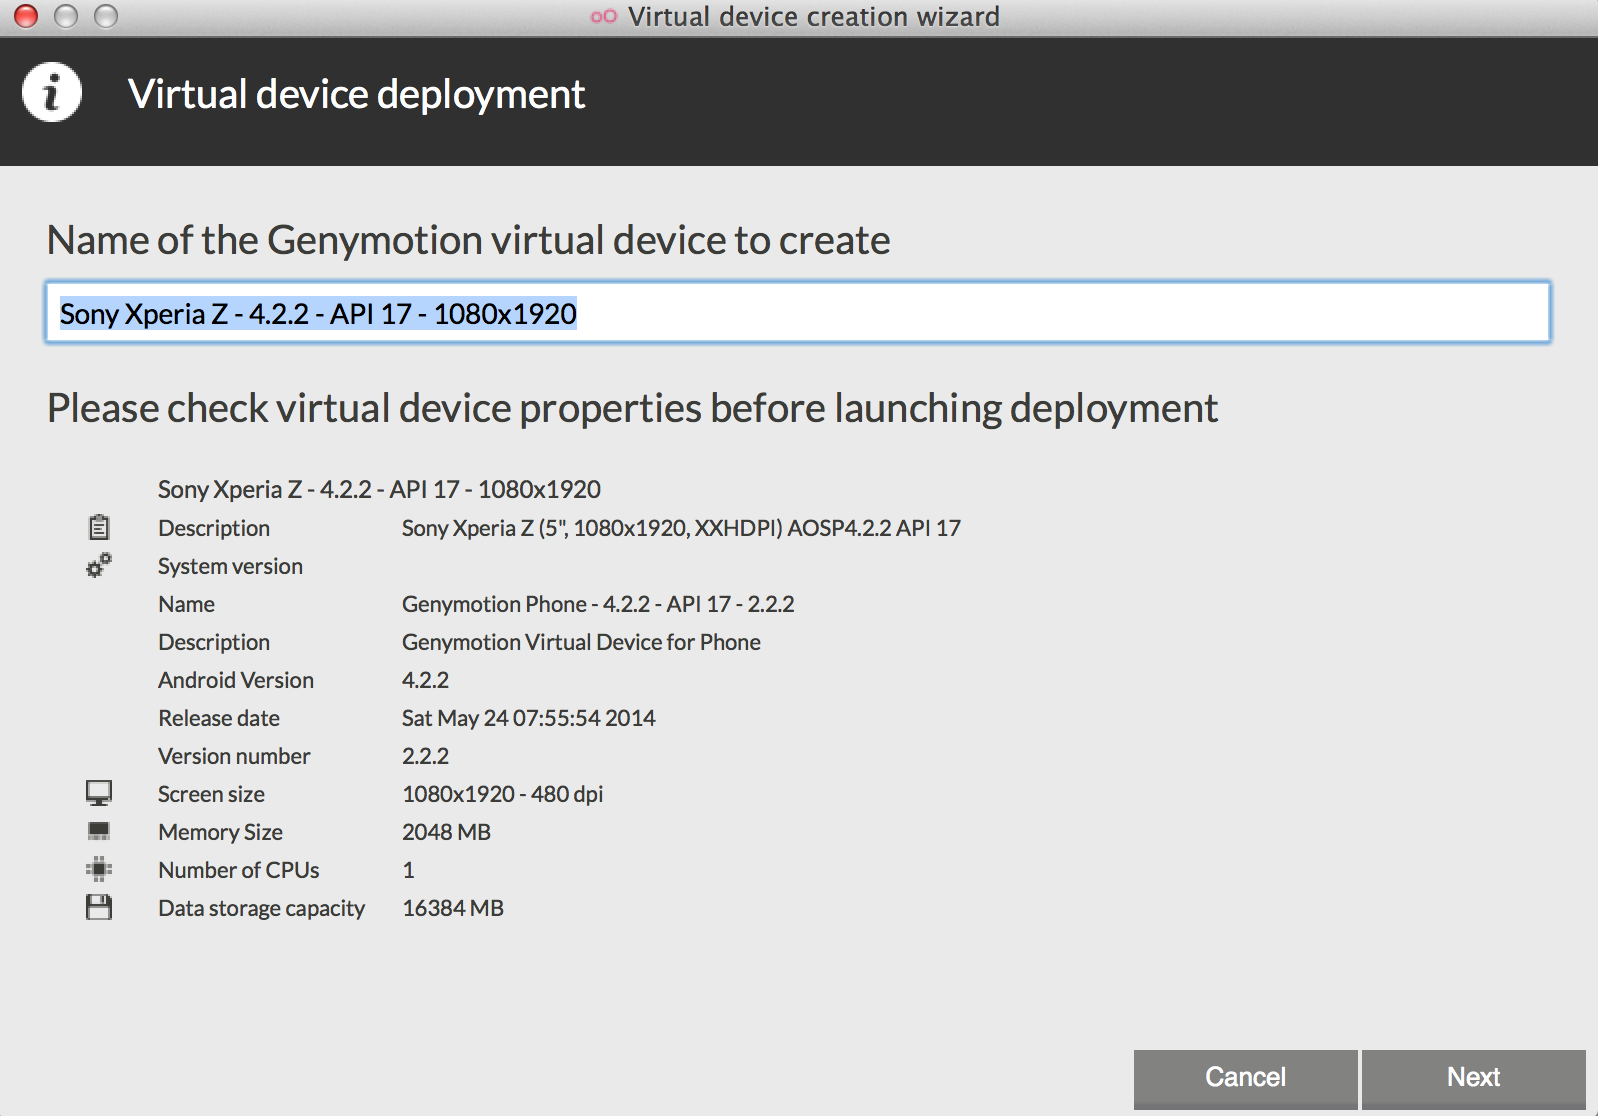 Virtual device creation wizard
i Virtual device deployment
Name of the Genymotion virtual device to create
Sony Xperia Z - 4.2.2 - API 17 - 1080x1920
Please check virtual device properties before launching deployment
Sony Xperia Z - 4.2.2 - API 17 - 1080x1920
Description Sony Xperia Z (5", 1080x1920, XXHDPI) AOSP4.2.2 API 17
System version
Name Genymotion Phone - 4.2.2 - API 17 - 2.2.2
Description Genymotion Virtual Device for Phone
Android Version 4.2.2
Release date Sat May 24 07:55:54 2014
Version number 2.2.2
Screen size 1080x1920 - 480 dpi
Memory Size 2048 MB
Number of CPUs 1
Data storage capacity 16384 MB
Cancel Next